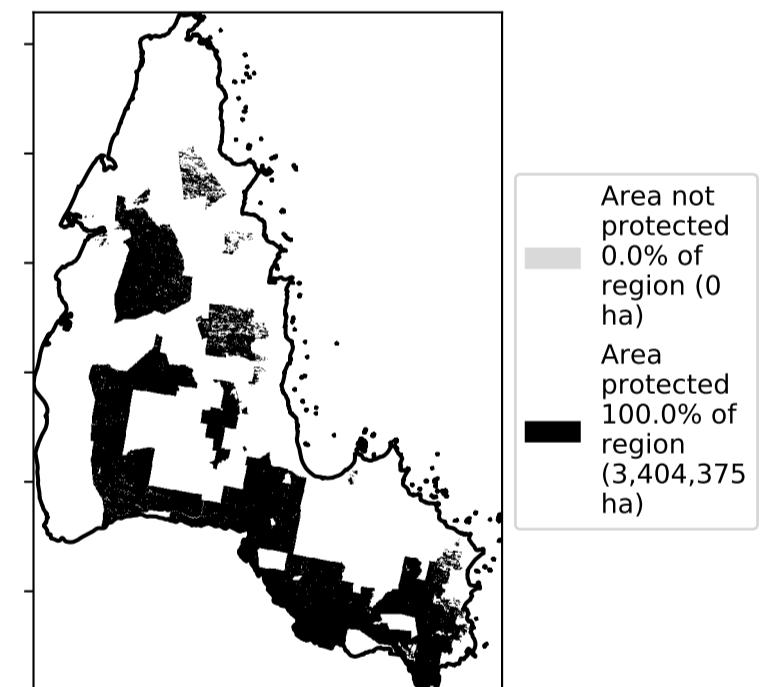 Area not
protected
0.0% of
region (0
ha)
Area
protected
100.0% of
region
(3,404,375
ha)